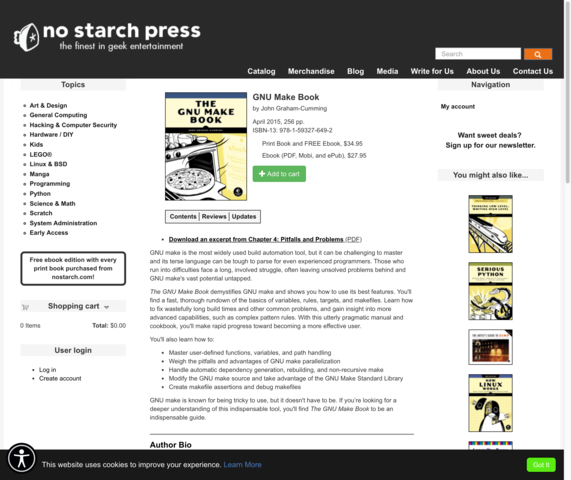 no starch press
the finest in geek entertainment
Search
Catalog Merchandise Blog Media Write for Us About Us Contact Us
Topics
Art & Design
General Computing
Hacking & Computer Security
Hardware / DIY
Kids
LEGO®
Linux & BSD
Manga
Programming
Python
Science & Math
Scratch
System Administration
Early Access
Free ebook edition with every
print book purchased from
nostarch.com!
Shopping cart
0 Items Total: $0.00
User login
Log in
Create account
THE
GNU MAKE
BOOK
GNU Make Book
by John Graham-Cumming
April 2015, 256 pp.
ISBN-13: 978-1-59327-649-2
Print Book and FREE Ebook, $34.95
Ebook (PDF, Mobi, and ePub), $27.95
Add to cart
Contents Reviews Updates
Download an excerpt from Chapter 4: Pitfalls and Problems (PDF)
GNU make is the most widely used build automation tool, but it can be challenging to master
and its terse language can be tough to parse for even experienced programmers. Those who
run into difficulties face a long, involved struggle, often leaving unsolved problems behind and
GNU make's vast potential untapped.
The GNU Make Book demystifies GNU make and shows you how to use its best features. You'll
find a fast, thorough rundown of the basics of variables, rules, targets, and makefiles. Learn how
to fix wastefully long build times and other common problems, and gain insight into more
advanced capabilities, such as complex pattern rules. With this utterly pragmatic manual and
cookbook, you'll make rapid progress toward becoming a more effective user.
You'll also learn how to:
Master user-defined functions, variables, and path handling
Weigh the pitfalls and advantages of GNU make parallelization
Handle automatic dependency generation, rebuilding, and non-recursive make
Modify the GNU make source and take advantage of the GNU Make Standard Library
Create makefile assertions and debug makefiles
GNU make is known for being tricky to use, but it doesn't have to be. If you're looking for a
deeper understanding of this indispensable tool, you'll find The GNU Make Book to be an
indispensable guide.
Author Bio
Navigation
My account
Want sweet deals?
Sign up for our newsletter.
You might also like...
SERIOUS
PYTHON
HOW
LINUX
WORKS
This website uses cookies to improve your experience. Learn More
Got It